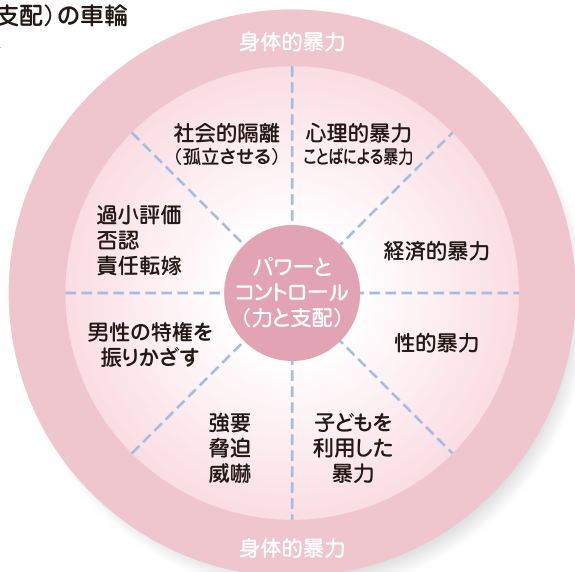 支配）の車輪
身体的暴力
心理的暴力
ことばによる暴力
経済的暴力
性的暴力
子どもを
利用した
暴力
強要
脅迫
威嚇
男性の特権を
振りかざす
過小評価
否認
責任転嫁
社会的隔離
（孤立させる）
パワーと
コントロール
（力と支配）
身体的暴力